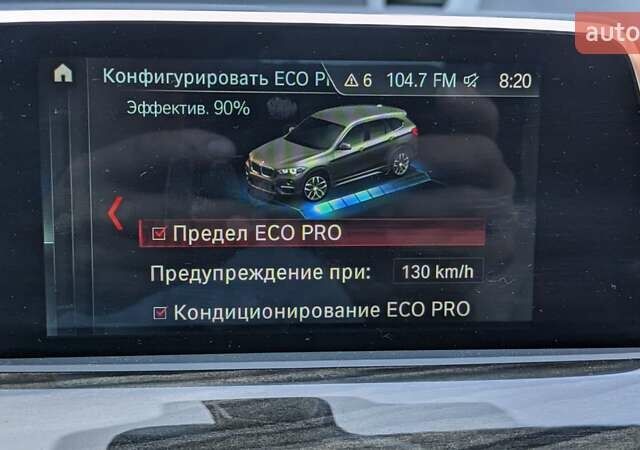 auto
Конфигурировать ECO P
6 104.7 FM 8:20
Эффектив. 90%
Предел ECO PRO
Предупреждение при: 130 km/h
Кондиционирование ECO PRO